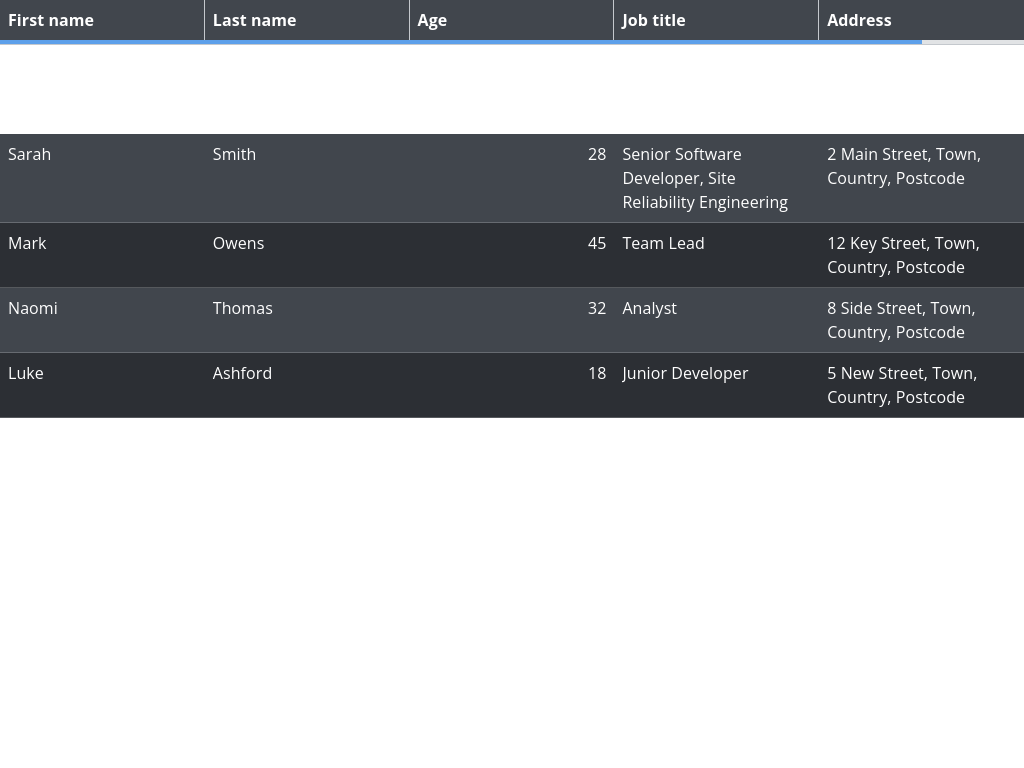 First name Last name Age Job title Address
Sarah Smith 28 Senior Software 2 Main Street, Town,
Developer, Site Country, Postcode
Reliability Engineering
Mark Owens 45 Team Lead 12 Key Street, Town,
Country, Postcode
Naomi Thomas 32 Analyst 8 Side Street, Town,
Country, Postcode
Luke Ashford 18 Junior Developer 5 New Street, Town,
Country, Postcode